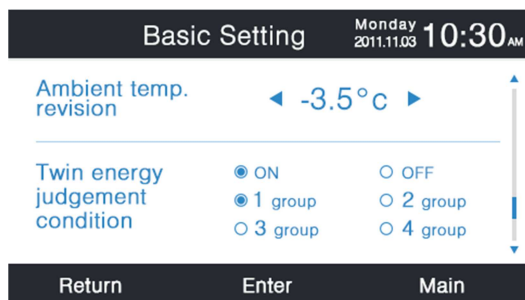 Basic Setting
Monday
2011.11.03
10:30AM
Ambient temp.
revision
-3.5°c
Twin energy
judgement
condition
ON
OFF
1 group
2 group
3 group
4 group
Return
Enter
Main